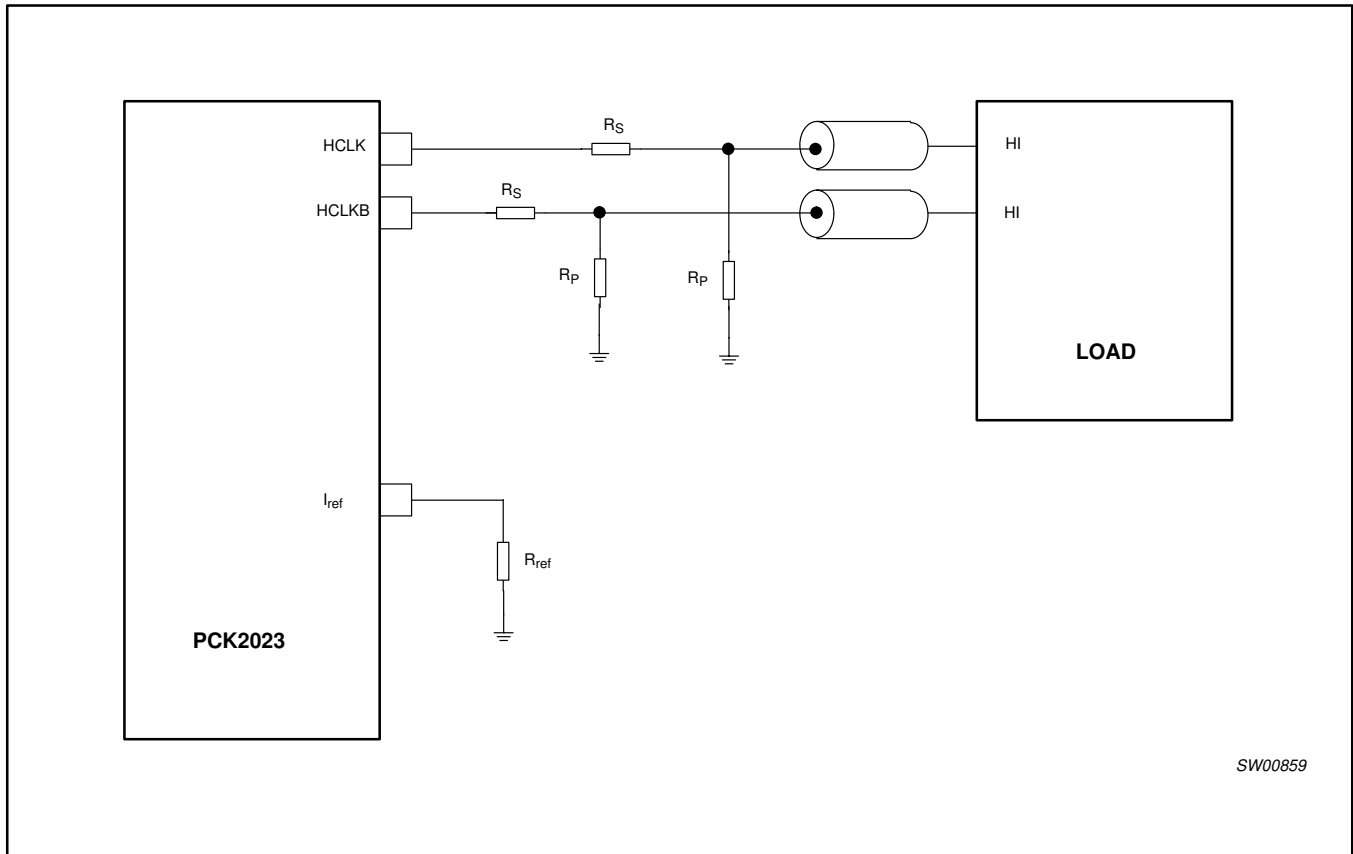 HCLK
RS
HI
HCLKB
RS
HI
RP
RP
LOAD
Iref
Rref
PCK2023
SW00859